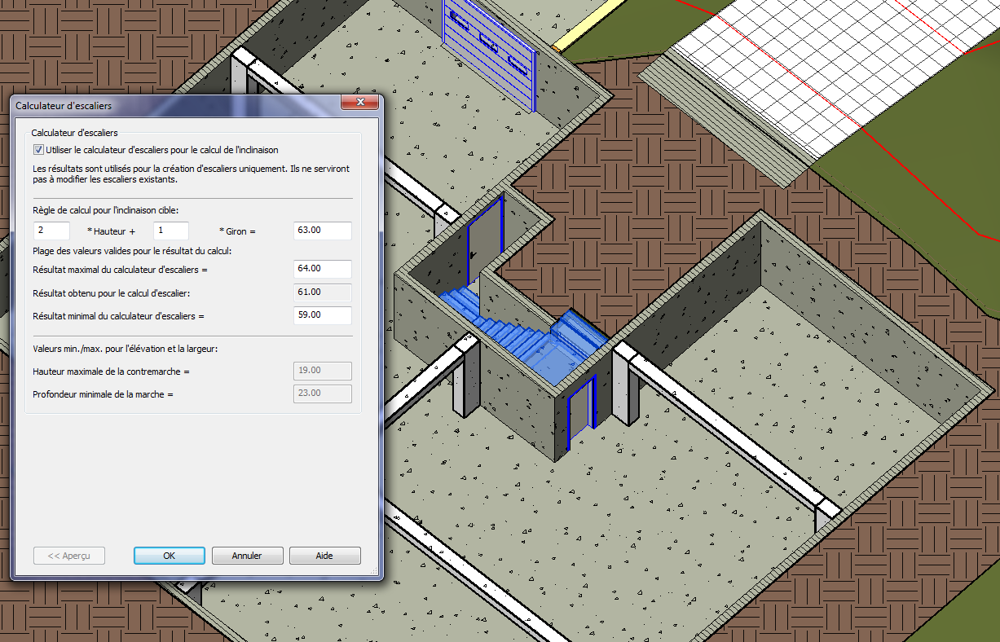 Calculateur d'escaliers
Calculateur d'escaliers
Utiliser le calculateur d'escaliers pour le calcul de l'inclinaison
Les résultats sont utilisés pour la création d'escaliers uniquement. Ils ne serviront
pas à modifier les escaliers existants.
Règle de calcul pour l'inclinaison cible:
2 * Hauteur + 1 * Giron = 63.00
Plage des valeurs valides pour le résultat du calcul:
Résultat maximal du calculateur d'escaliers = 64.00
Résultat obtenu pour le calcul d'escalier: 61.00
Résultat minimal du calculateur d'escaliers = 59.00
Valeurs min./max. pour l'élévation et la largeur:
Hauteur maximale de la contremarche = 19.00
Profondeur minimale de la marche = 23.00
<< Aperçu OK Annuler Aide